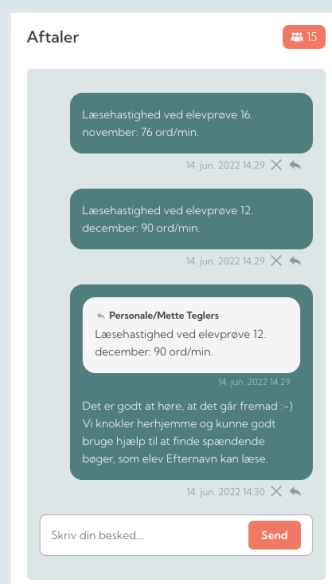 Aftaler
15
Læsehastighed ved elevprøve 16.
november: 76 ord/min.
14. jun. 2022 14.29
Læsehastighed ved elevprøve 12.
december: 90 ord/min.
14. jun. 2022 14.29
Personale/Mette Teglers
Læsehastighed ved elevprøve 12.
december: 90 ord/min.
14. jun. 2022 14.29
Det er godt at høre, at det går fremad :-)
Vi knokler herhjemme og kunne godt
bruge hjælp til at finde spændende
bøger, som elev Efternavn kan læse.
14. jun. 2022 14.30
Skriv din besked...
Send